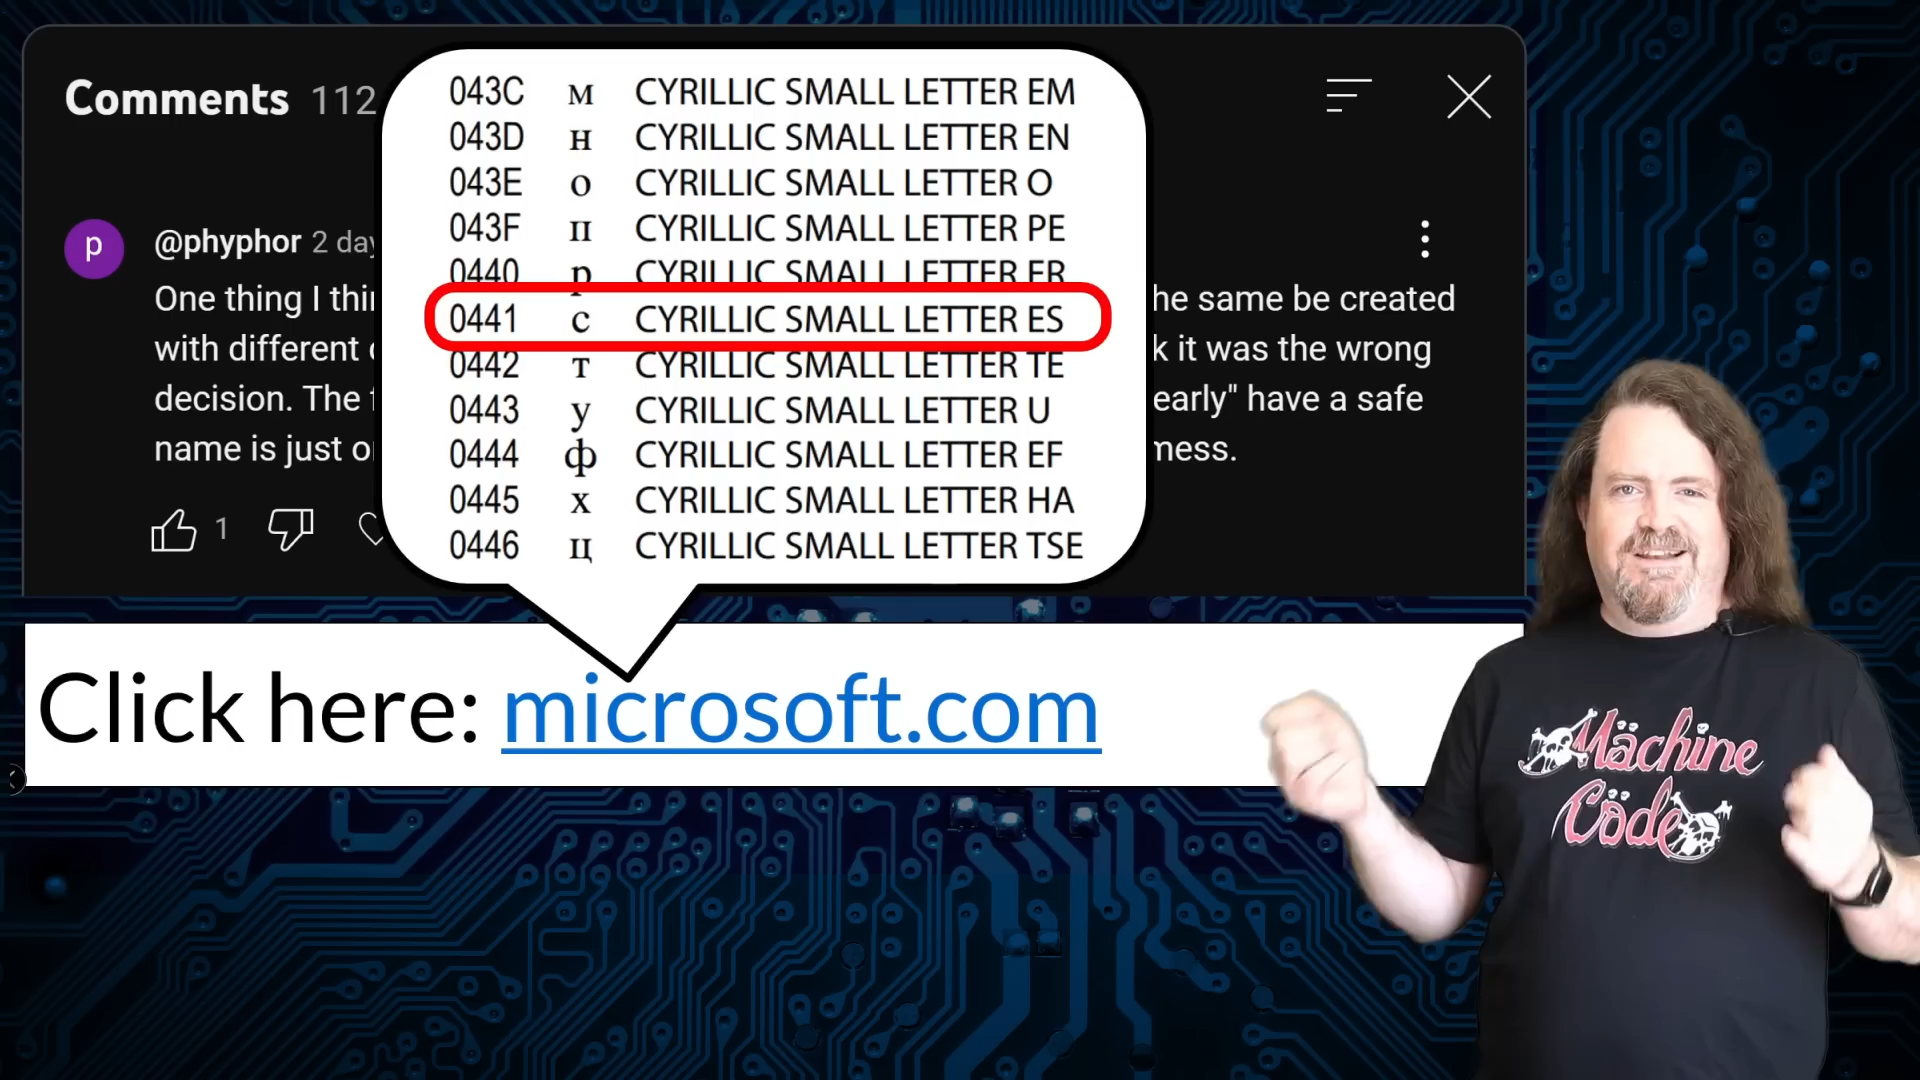 Comments 112
@phyphor 2 day
One thing I thi he same be created
with different k it was the wrong
decision. The early" have a safe
name is just o mess.
1
P
043C м CYRILLIC SMALL LETTER EM
043D н CYRILLIC SMALL LETTER EN
043E о CYRILLIC SMALL LETTER O
043F п CYRILLIC SMALL LETTER PE
0440 р CYRILLIC SMALL LETTER ER
0441 с CYRILLIC SMALL LETTER ES
0442 т CYRILLIC SMALL LETTER TE
0443 у CYRILLIC SMALL LETTER U
0444 ф CYRILLIC SMALL LETTER EF
0445 х CYRILLIC SMALL LETTER HA
0446 ц CYRILLIC SMALL LETTER TSE
Click here: miсrosoft.com
Mächine
Cöde